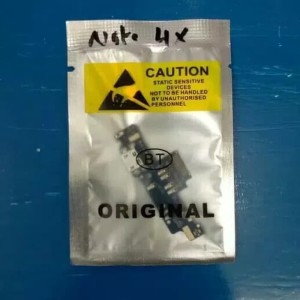 Note 4x
CAUTION
STATIC SENSITIVE
DEVICES
NOT TO BE HANDLED
BY UNAUTHORISED
PERSONNEL
BT
ORIGINAL